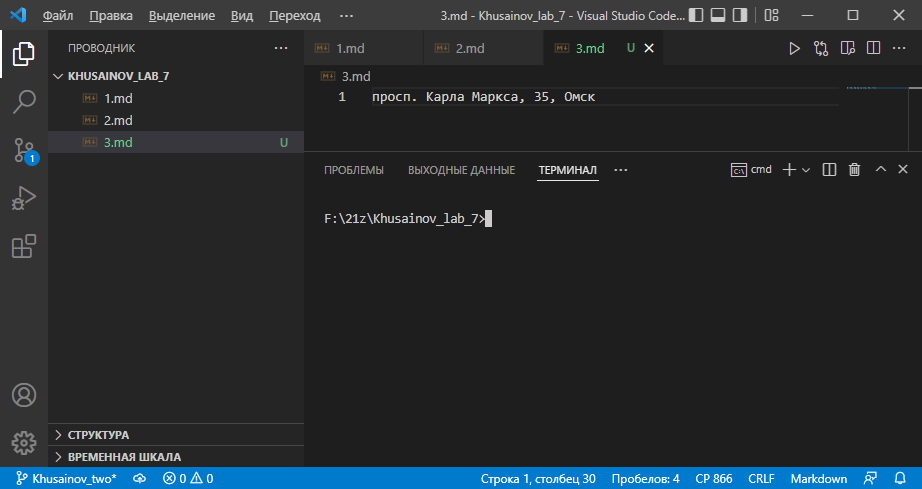 Файл Правка Выделение Вид Переход ··· 3.md - Khusainov_lab_7 - Visual Studio Code...
ПРОВОДНИК ···
KHUSAINOV_LAB_7
1.md
2.md
3.md U
СТРУКТУРА
ВРЕМЕННАЯ ШКАЛА
1.md 2.md 3.md U
3.md
1 просп. Карла Маркса, 35, Омск
ПРОБЛЕМЫ ВЫХОДНЫЕ ДАННЫЕ ТЕРМИНАЛ ··· cmd
F:\21z\Khusainov_lab_7>
1
Khusainov_two* 0 0 Строка 1, столбец 30 Пробелов: 4 CP 866 CRLF Markdown